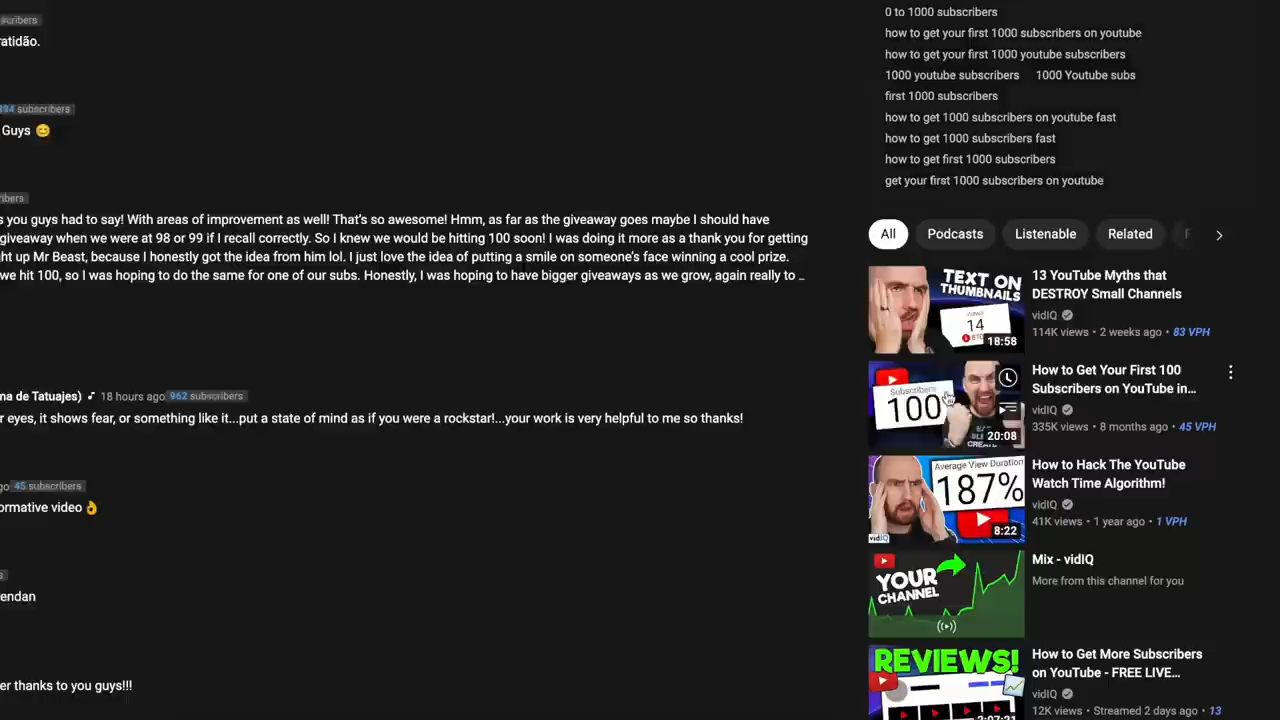 scribers
ratidão.
494 subscribers
Guys 😊
ibers
s you guys had to say! With areas of improvement as well! That's so awesome! Hmm, as far as the giveaway goes maybe I should have
giveaway when we were at 98 or 99 if I recall correctly. So I knew we would be hitting 100 soon! I was doing it more as a thank you for getting
ght up Mr Beast, because I honestly got the idea from him lol. I just love the idea of putting a smile on someone's face winning a cool prize.
we hit 100, so I was hoping to do the same for one of our subs. Honestly, I was hoping to have bigger giveaways as we grow, again really to ...
na de Tatuajes) 18 hours ago 962 subscribers
r eyes, it shows fear, or something like it...put a state of mind as if you were a rockstar!...your work is very helpful to me so thanks!
go 45 subscribers
ormative video 👌
s
endan
er thanks to you guys!!!
0 to 1000 subscribers
how to get your first 1000 subscribers on youtube
how to get your first 1000 youtube subscribers
1000 youtube subscribers 1000 Youtube subs
first 1000 subscribers
how to get 1000 subscribers on youtube fast
how to get 1000 subscribers fast
how to get first 1000 subscribers
get your first 1000 subscribers on youtube
All Podcasts Listenable Related F
TEXT ON
THUMBNAILS
Views
14
18:58
13 YouTube Myths that
DESTROY Small Channels
vidIQ
114K views • 2 weeks ago • 83 VPH
Subscribers
100
20:08
How to Get Your First 100
Subscribers on YouTube in...
vidIQ
335K views • 8 months ago • 45 VPH
Average View Duration
187%
vidIQ
8:22
How to Hack The YouTube
Watch Time Algorithm!
vidIQ
41K views • 1 year ago • 1 VPH
YOUR
CHANNEL
Mix - vidIQ
More from this channel for you
REVIEWS!
2:07:21
How to Get More Subscribers
on YouTube - FREE LIVE...
vidIQ
12K views • Streamed 2 days ago • 13